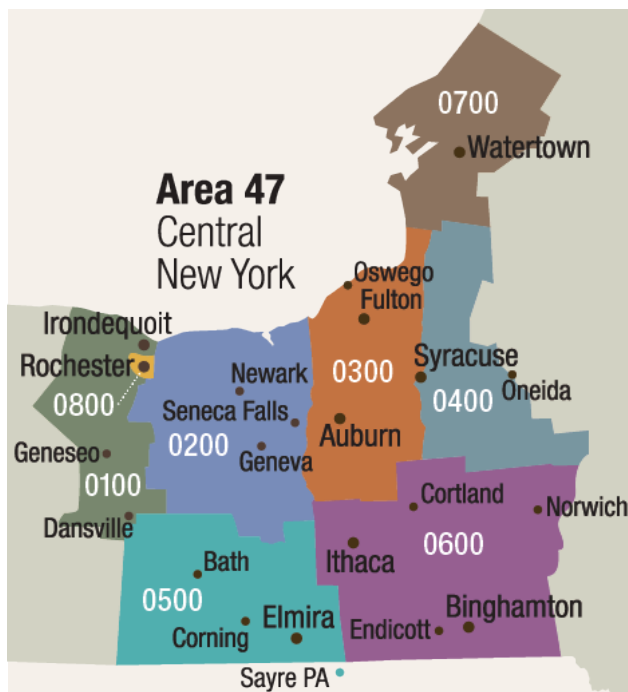 0700
Watertown
Area 47
Central
New York
Oswego
Fulton
Irondequoit
Rochester
Newark
0300
Syracuse
Oneida
0800
0400
Seneca Falls
Auburn
0200
Geneseo
Geneva
0100
Cortland
Norwich
Dansville
0600
Bath
Ithaca
0500
Elmira
Binghamton
Corning
Endicott
Sayre PA